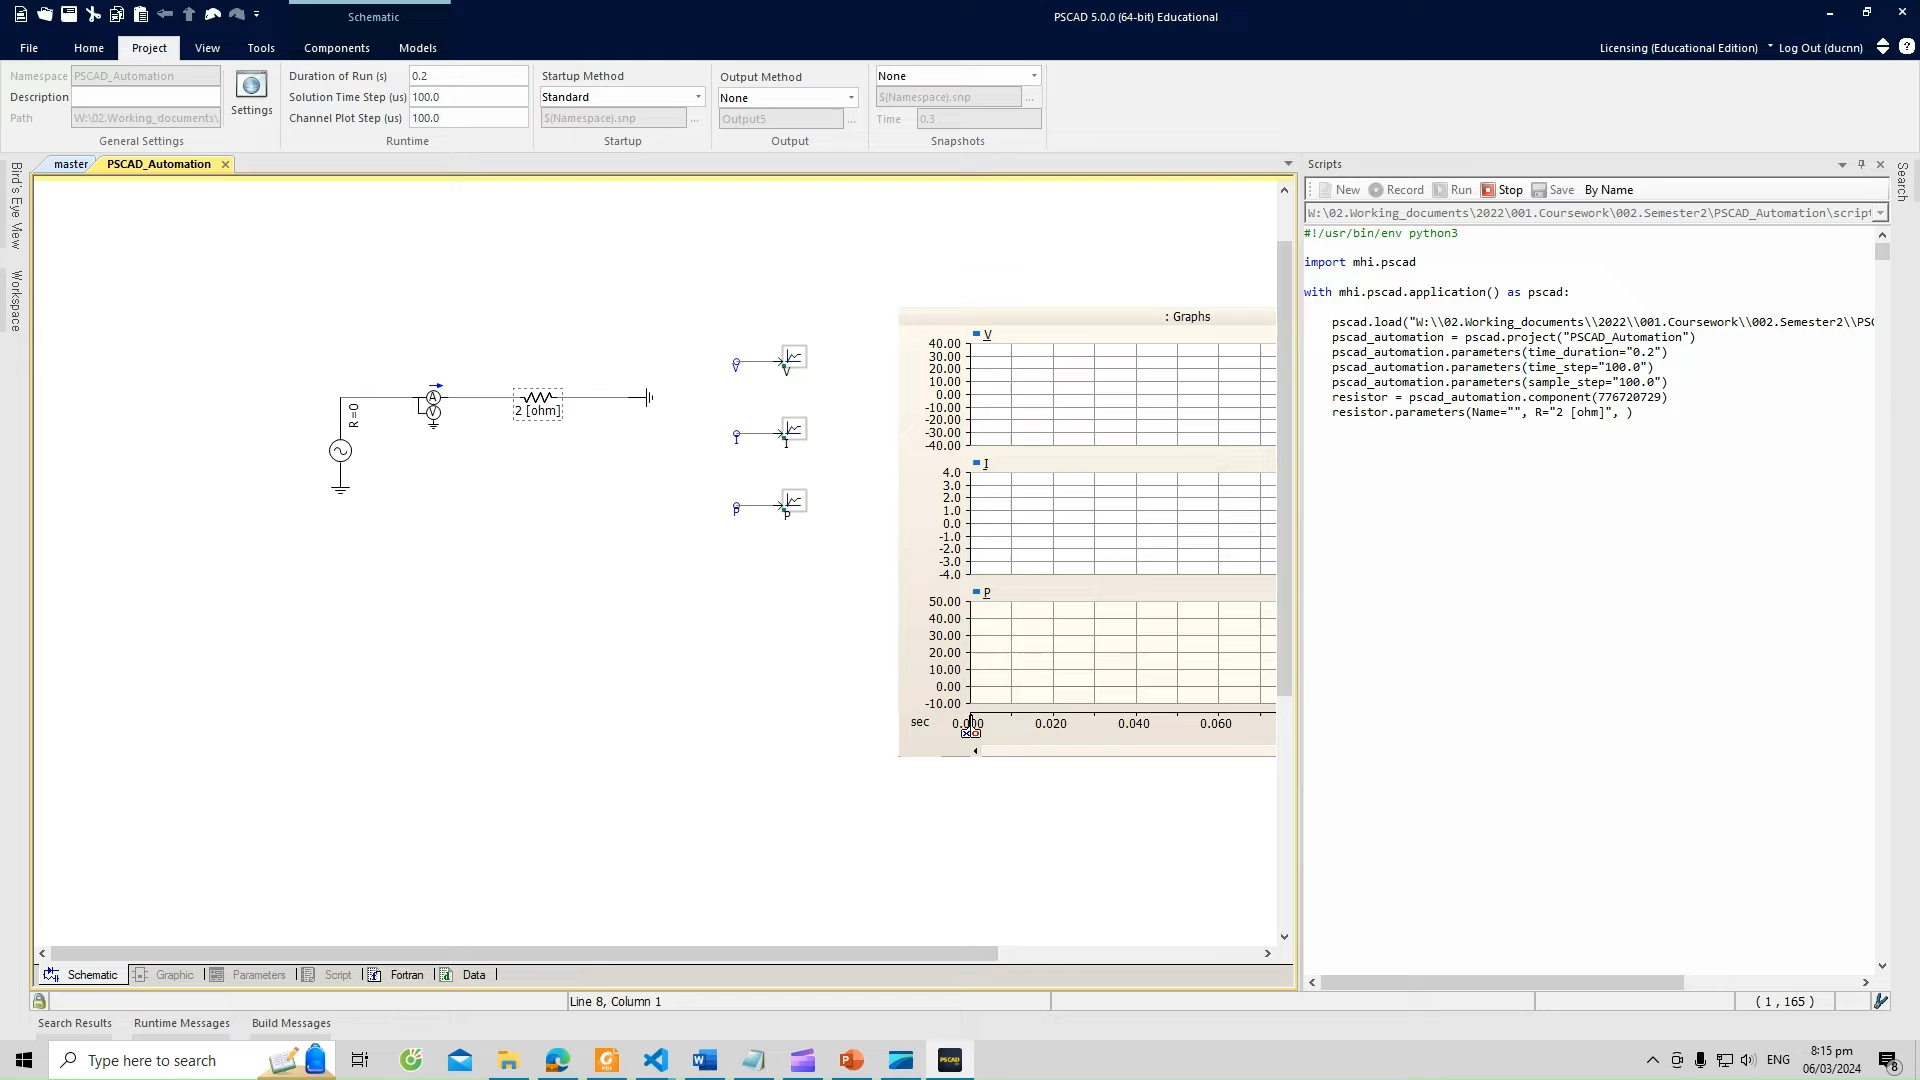 Schematic
PSCAD 5.0.0 (64-bit) Educational
File Home Project View Tools Components Models
Licensing (Educational Edition) Log Out (ducnn)
Namespace PSCAD_Automation
Description
Path W:\02.Working_documents\
Settings
General Settings
Duration of Run (s) 0.2
Solution Time Step (us) 100.0
Channel Plot Step (us) 100.0
Runtime
Startup Method
Standard
$(Namespace).snp ...
Startup
Output Method
None
Output5 ...
Output
None
$(Namespace).snp ...
Time 0.3
Snapshots
master PSCAD_Automation
Bird's Eye View
Workspace
R=0
A
V
2 [ohm]
V
V
I
I
P
P
: Graphs
V
40.00
30.00
20.00
10.00
0.00
-10.00
-20.00
-30.00
-40.00
I
4.0
3.0
2.0
1.0
0.0
-1.0
-2.0
-3.0
-4.0
P
50.00
40.00
30.00
20.00
10.00
0.00
-10.00
sec 0.000 0.020 0.040 0.060
Scripts
New Record Run Stop Save By Name
W:\02.Working_documents\2022\001.Coursework\002.Semester2\PSCAD_Automation\script
#!/usr/bin/env python3
import mhi.pscad
with mhi.pscad.application() as pscad:
pscad.load("W:\\02.Working_documents\\2022\\001.Coursework\\002.Semester2\\PSC
pscad_automation = pscad.project("PSCAD_Automation")
pscad_automation.parameters(time_duration="0.2")
pscad_automation.parameters(time_step="100.0")
pscad_automation.parameters(sample_step="100.0")
resistor = pscad_automation.component(776720729)
resistor.parameters(Name="", R="2 [ohm]", )
Search
Schematic Graphic Parameters Script Fortran Data
Line 8, Column 1
( 1 , 165 )
Search Results Runtime Messages Build Messages
Type here to search
PSCAD
ENG
8:15 pm
06/03/2024
8